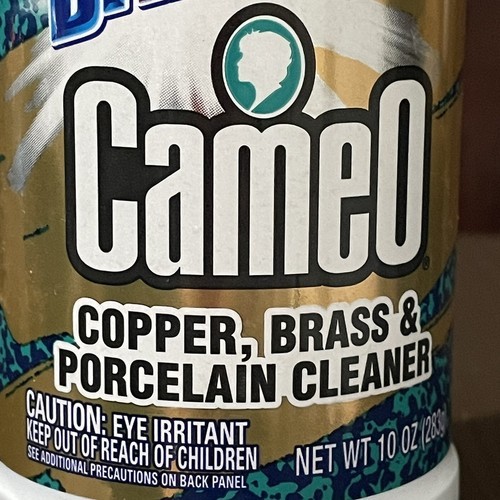 CameO®
COPPER, BRASS &
PORCELAIN CLEANER
CAUTION: EYE IRRITANT
KEEP OUT OF REACH OF CHILDREN
SEE ADDITIONAL PRECAUTIONS ON BACK PANEL
NET WT 10 OZ (283g)